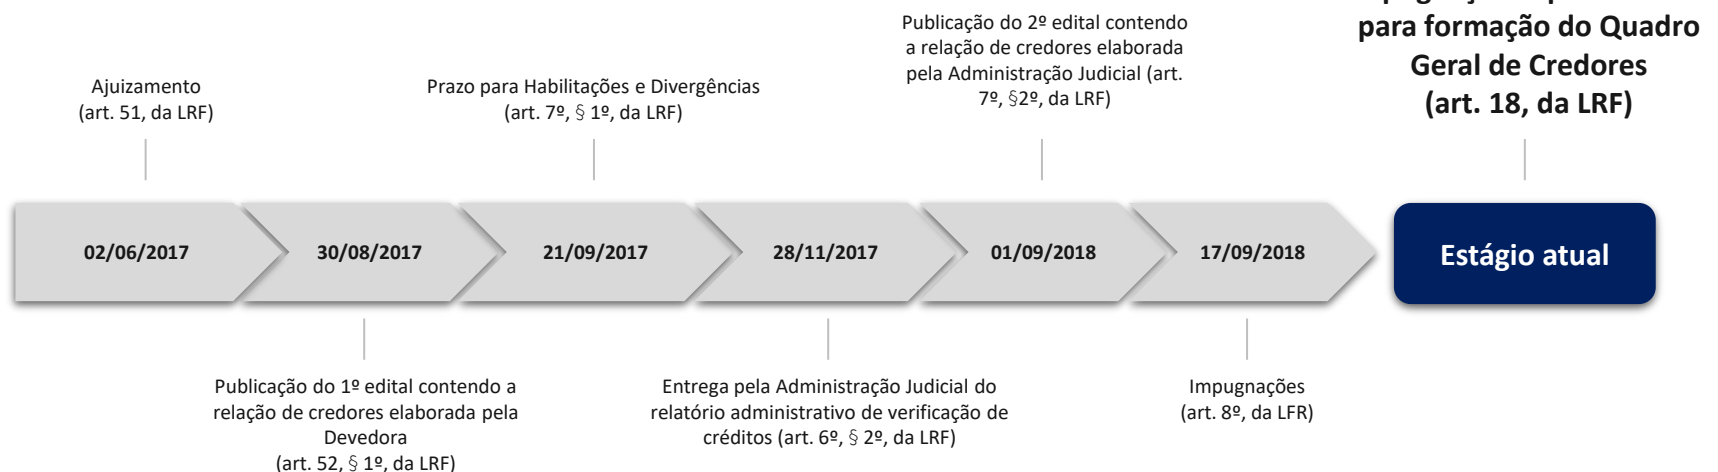 Publicação do 2º edital contendo
a relação de credores elaborada
pela Administração Judicial (art.
7º, §2º, da LRF)
para formação do Quadro
Geral de Credores
(art. 18, da LRF)
Ajuizamento
(art. 51, da LRF)
Prazo para Habilitações e Divergências
(art. 7º, § 1º, da LRF)
02/06/2017
30/08/2017
21/09/2017
28/11/2017
01/09/2018
17/09/2018
Estágio atual
Publicação do 1º edital contendo a
relação de credores elaborada pela
Devedora
(art. 52, § 1º, da LRF)
Entrega pela Administração Judicial do
relatório administrativo de verificação de
créditos (art. 6º, § 2º, da LRF)
Impugnações
(art. 8º, da LFR)